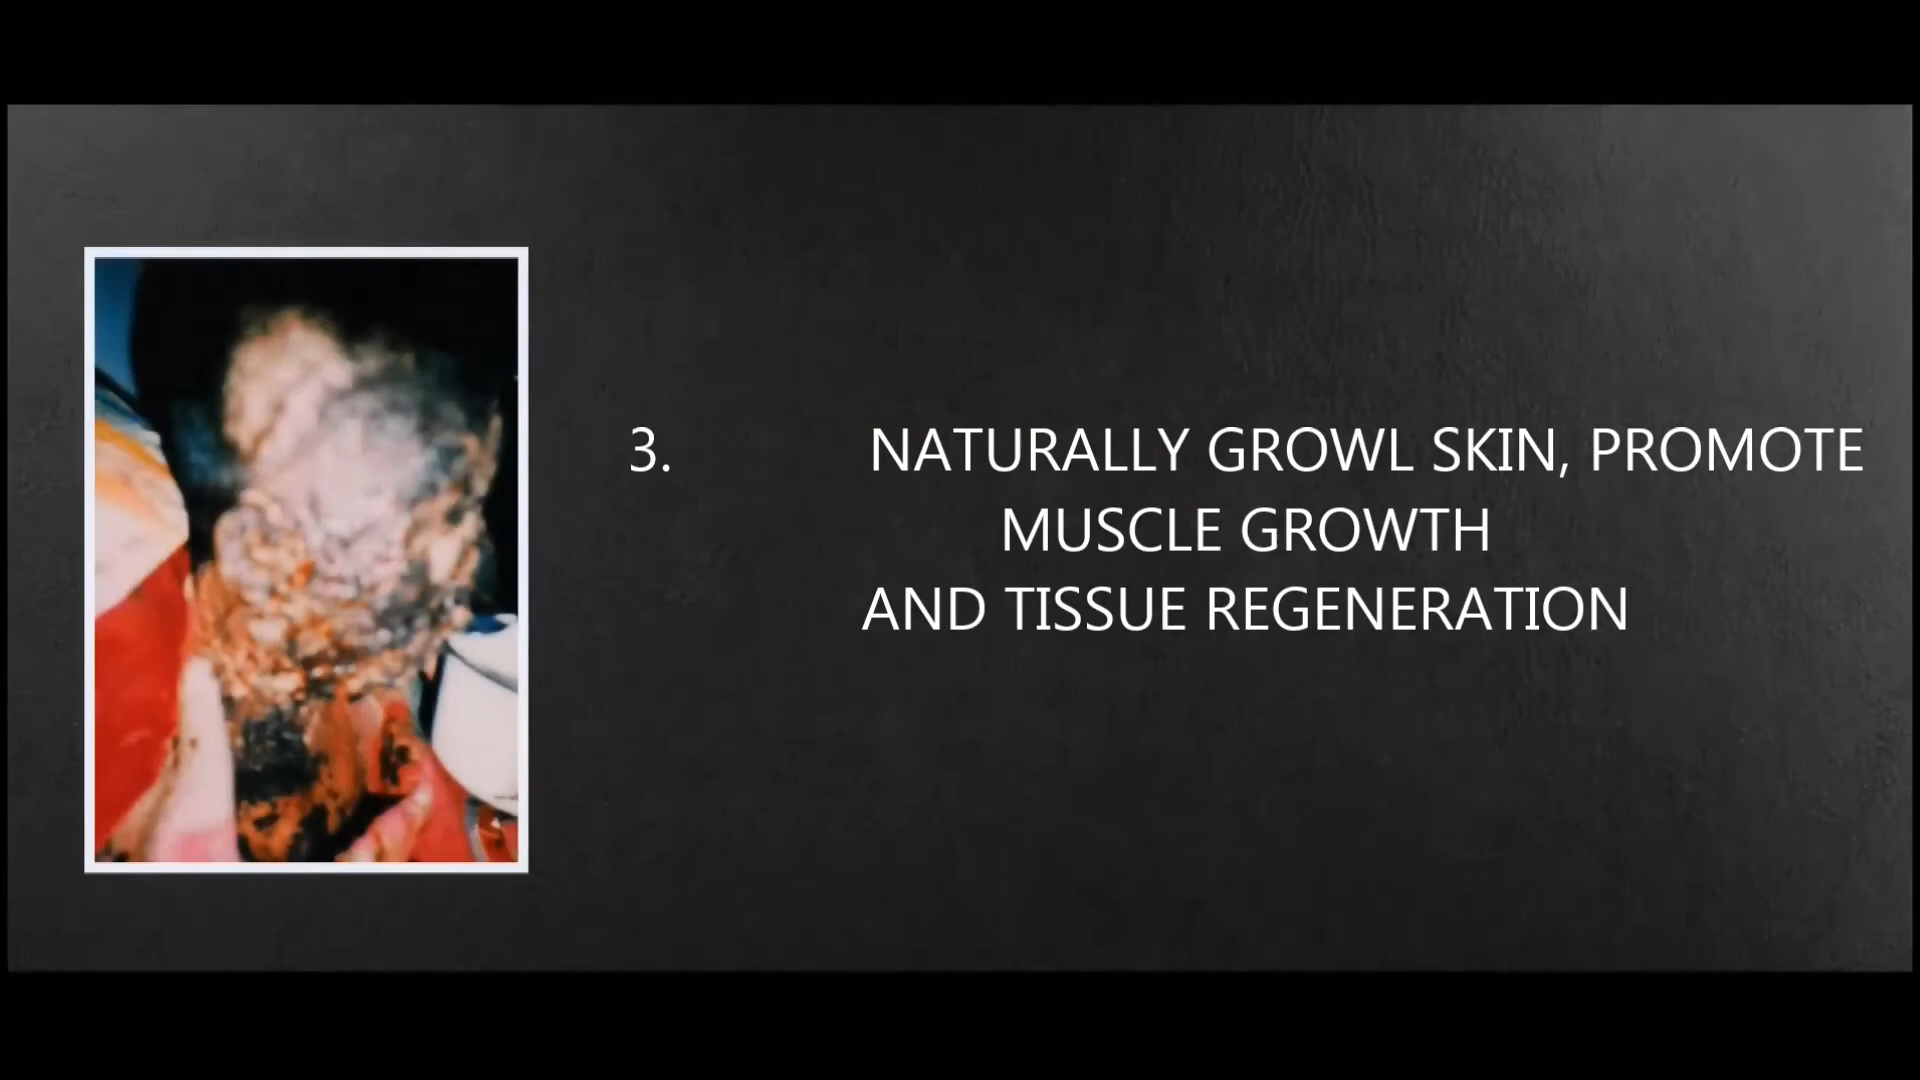 3. NATURALLY GROWL SKIN, PROMOTE
MUSCLE GROWTH
AND TISSUE REGENERATION